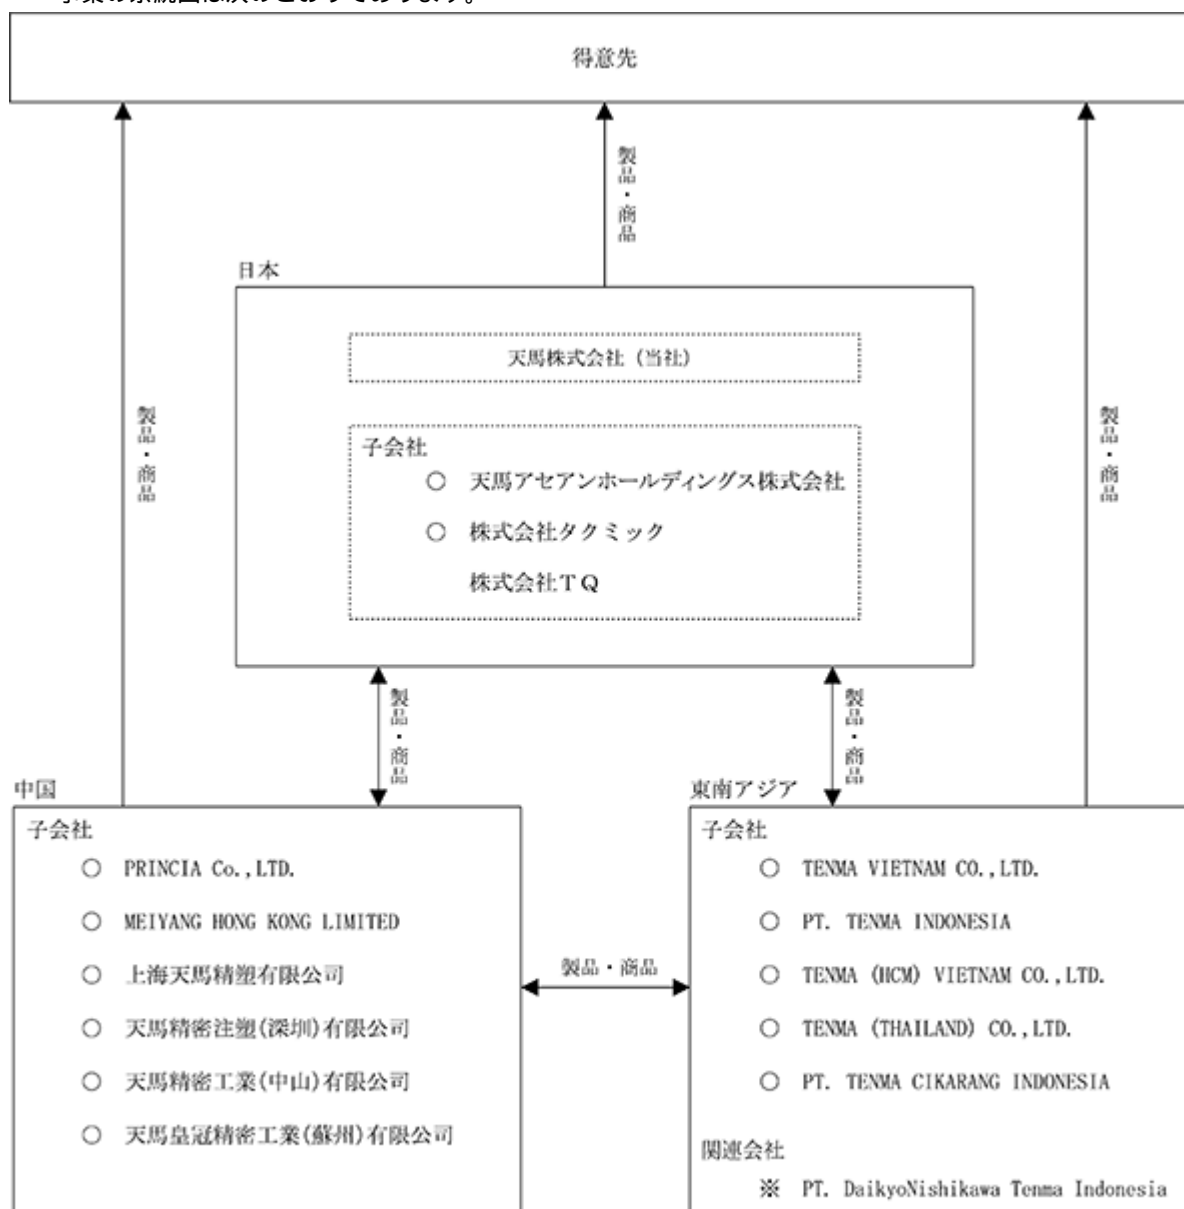 事業の系統図は次のとおりであります。
得意先
製品・商品
日本
天馬株式会社（当社）
製品・商品
製品・商品
子会社
○ 天馬アセアンホールディングス株式会社
○ 株式会社タクミック
株式会社ＴＱ
製品・商品
製品・商品
中国
東南アジア
子会社
○ PRINCIA Co.,LTD.
○ MEIYANG HONG KONG LIMITED
○ 上海天馬精塑有限公司
○ 天馬精密注塑(深圳)有限公司
○ 天馬精密工業(中山)有限公司
○ 天馬皇冠精密工業(蘇州)有限公司
製品・商品
子会社
○ TENMA VIETNAM CO.,LTD.
○ PT. TENMA INDONESIA
○ TENMA (HCM) VIETNAM CO.,LTD.
○ TENMA (THAILAND) CO.,LTD.
○ PT. TENMA CIKARANG INDONESIA
関連会社
※ PT. DaikyoNishikawa Tenma Indonesia